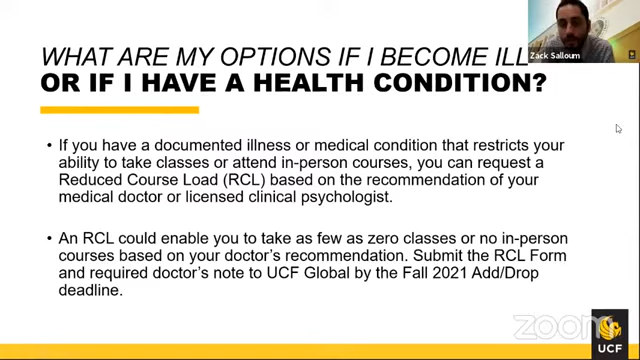 WHAT ARE MY OPTIONS IF I BECOME ILL
OR IF I HAVE A HEALTH CONDITION?
Zack Salloum
• If you have a documented illness or medical condition that restricts your
ability to take classes or attend in-person courses, you can request a
Reduced Course Load (RCL) based on the recommendation of your
medical doctor or licensed clinical psychologist.
• An RCL could enable you to take as few as zero classes or no in-person
courses based on your doctor's recommendation. Submit the RCL Form
and required doctor's note to UCF Global by the Fall 2021 Add/Drop
deadline.
zoom
UCF